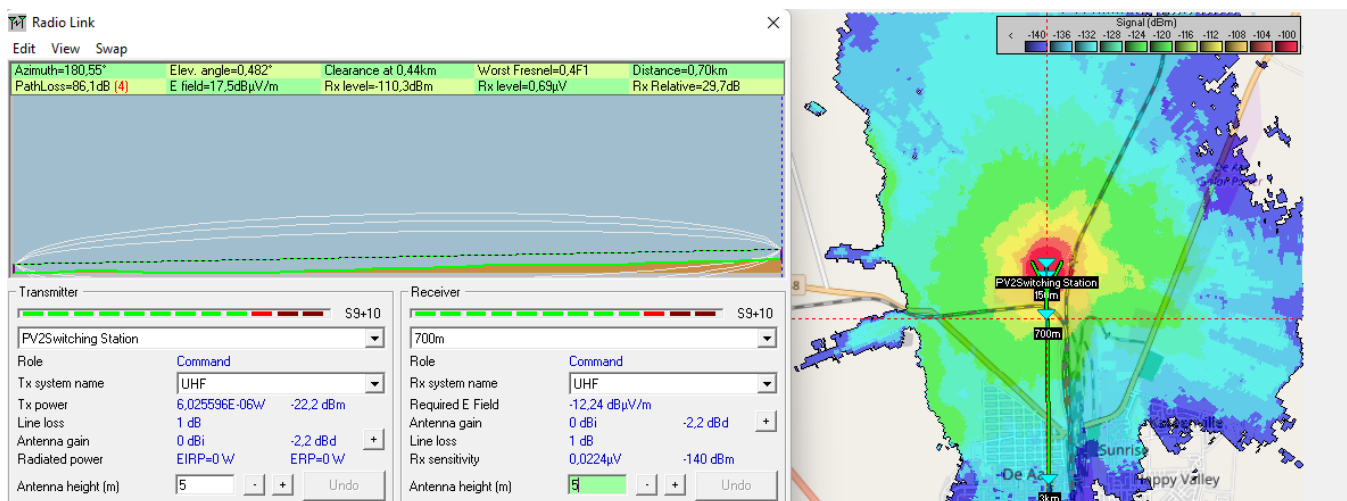 Radio Link
Edit View Swap
Azimuth=180,55° Elev. angle=0,482° Clearance at 0,44km Worst Fresnel=0,4F1 Distance=0,70km
PathLoss=86,1dB (4) E field=17,5dBµV/m Rx level=-110,3dBm Rx level=0,69µV Rx Relative=29,7dB
Transmitter
S9+10
PV2Switching Station
Role Command
Tx system name UHF
Tx power 6,025596E-06W -22,2 dBm
Line loss 1 dB
Antenna gain 0 dBi -2,2 dBd +
Radiated power EIRP=0 W ERP=0 W
Antenna height (m) 5 - + Undo
Receiver
S9+10
700m
Role Command
Rx system name UHF
Required E Field -12,24 dBµV/m
Antenna gain 0 dBi -2,2 dBd +
Line loss 1 dB
Rx sensitivity 0,0224µV -140 dBm
Antenna height (m) 5 - + Undo
Signal (dBm)
< -140 -136 -132 -128 -124 -120 -116 -112 -108 -104 -100
PV2Switching Station
150m
8
700m
Sunrise
De A
Happy Valley
3km